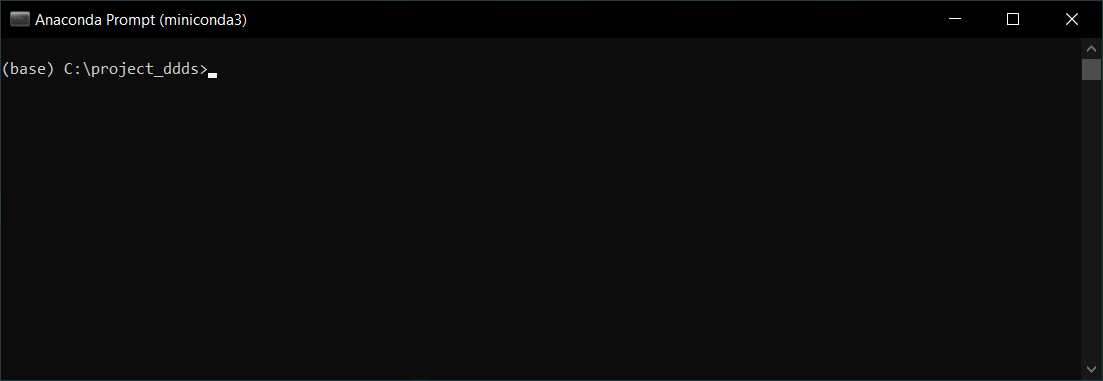 Anaconda Prompt (miniconda3)
(base) C:\project_ddds>